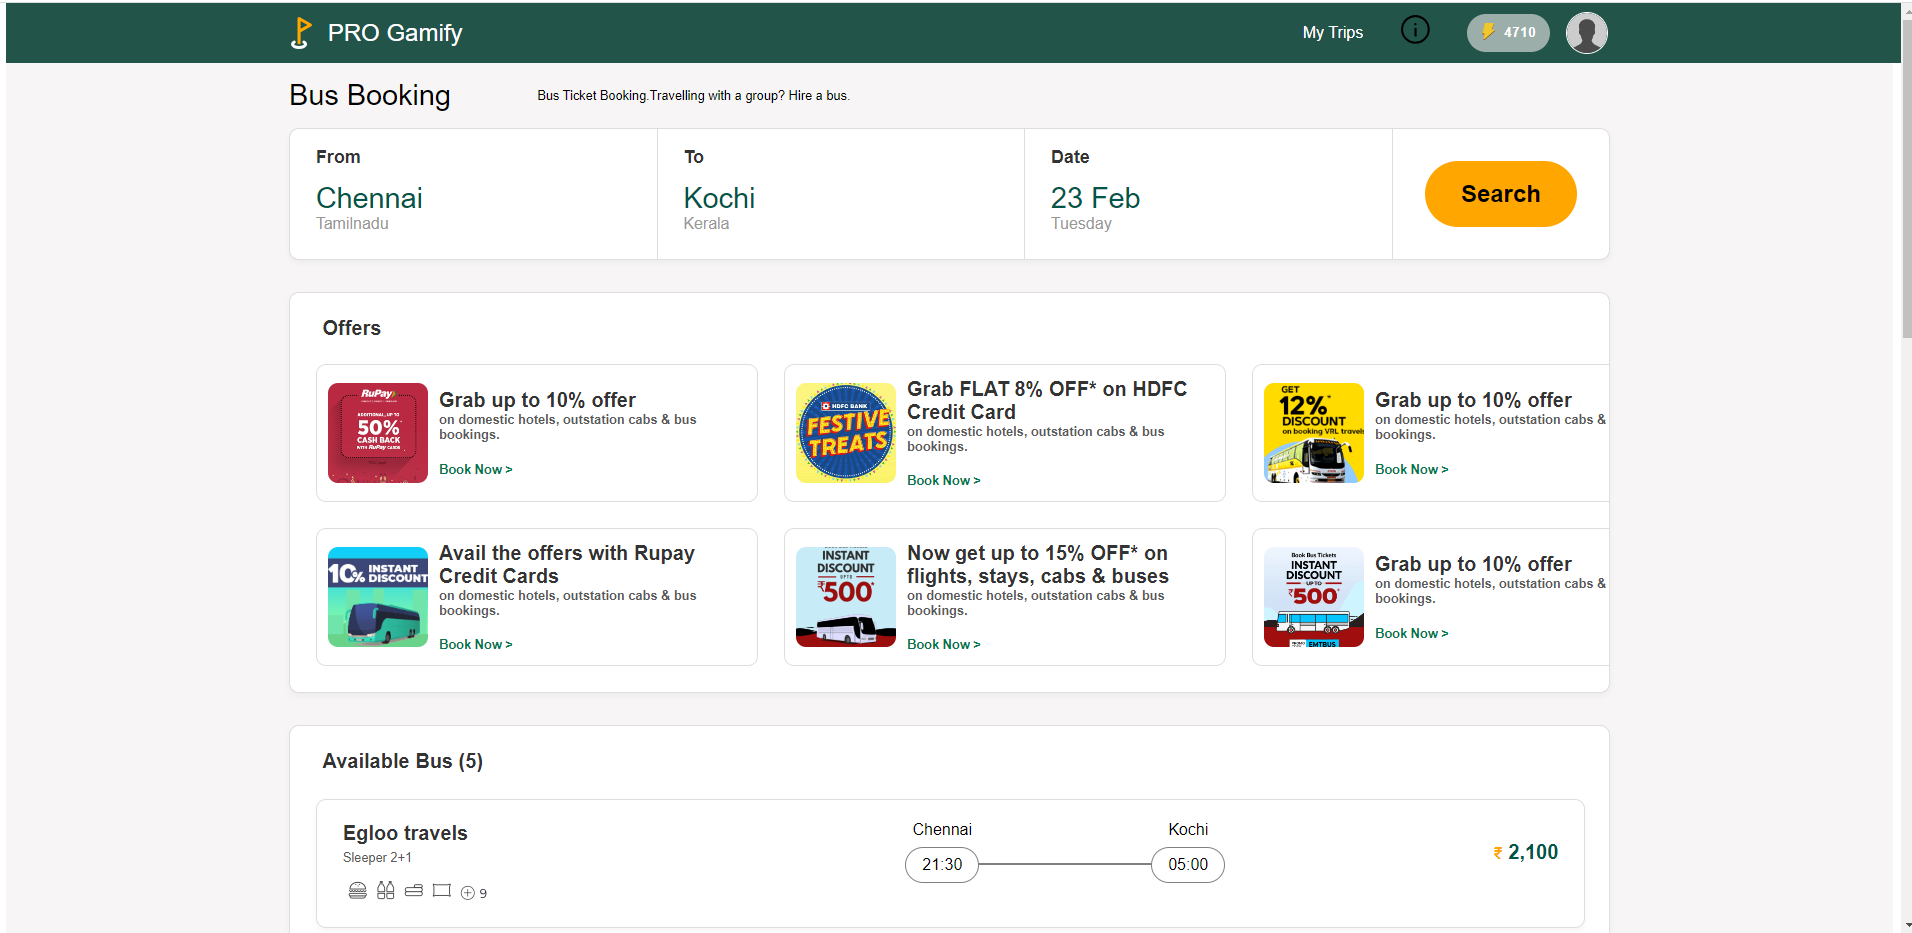 PRO Gamify
My Trips
4710
Bus Booking
Bus Ticket Booking.Travelling with a group? Hire a bus.
From
Chennai
Tamilnadu
To
Kochi
Kerala
Date
23 Feb
Tuesday
Search
Offers
RuPay
ADDITIONAL, UP TO
50%
CASH BACK
WITH RuPay CARDS
Grab up to 10% offer
on domestic hotels, outstation cabs & bus
bookings.
Book Now >
HDFC BANK
FESTIVE
TREATS
Grab FLAT 8% OFF* on HDFC
Credit Card
on domestic hotels, outstation cabs & bus
bookings.
Book Now >
GET
12%*
DISCOUNT
on booking VRL travels
Grab up to 10% offer
on domestic hotels, outstation cabs &
bookings.
Book Now >
10% INSTANT
DISCOUNT
Avail the offers with Rupay
Credit Cards
on domestic hotels, outstation cabs & bus
bookings.
Book Now >
INSTANT
DISCOUNT
UPTO
₹500*
Now get up to 15% OFF* on
flights, stays, cabs & buses
on domestic hotels, outstation cabs & bus
bookings.
Book Now >
Book Bus Tickets
INSTANT
DISCOUNT
UP TO
₹500*
EMTBUS
Grab up to 10% offer
on domestic hotels, outstation cabs &
bookings.
Book Now >
Available Bus (5)
Egloo travels
Sleeper 2+1
9
Chennai
21:30
Kochi
05:00
₹ 2,100